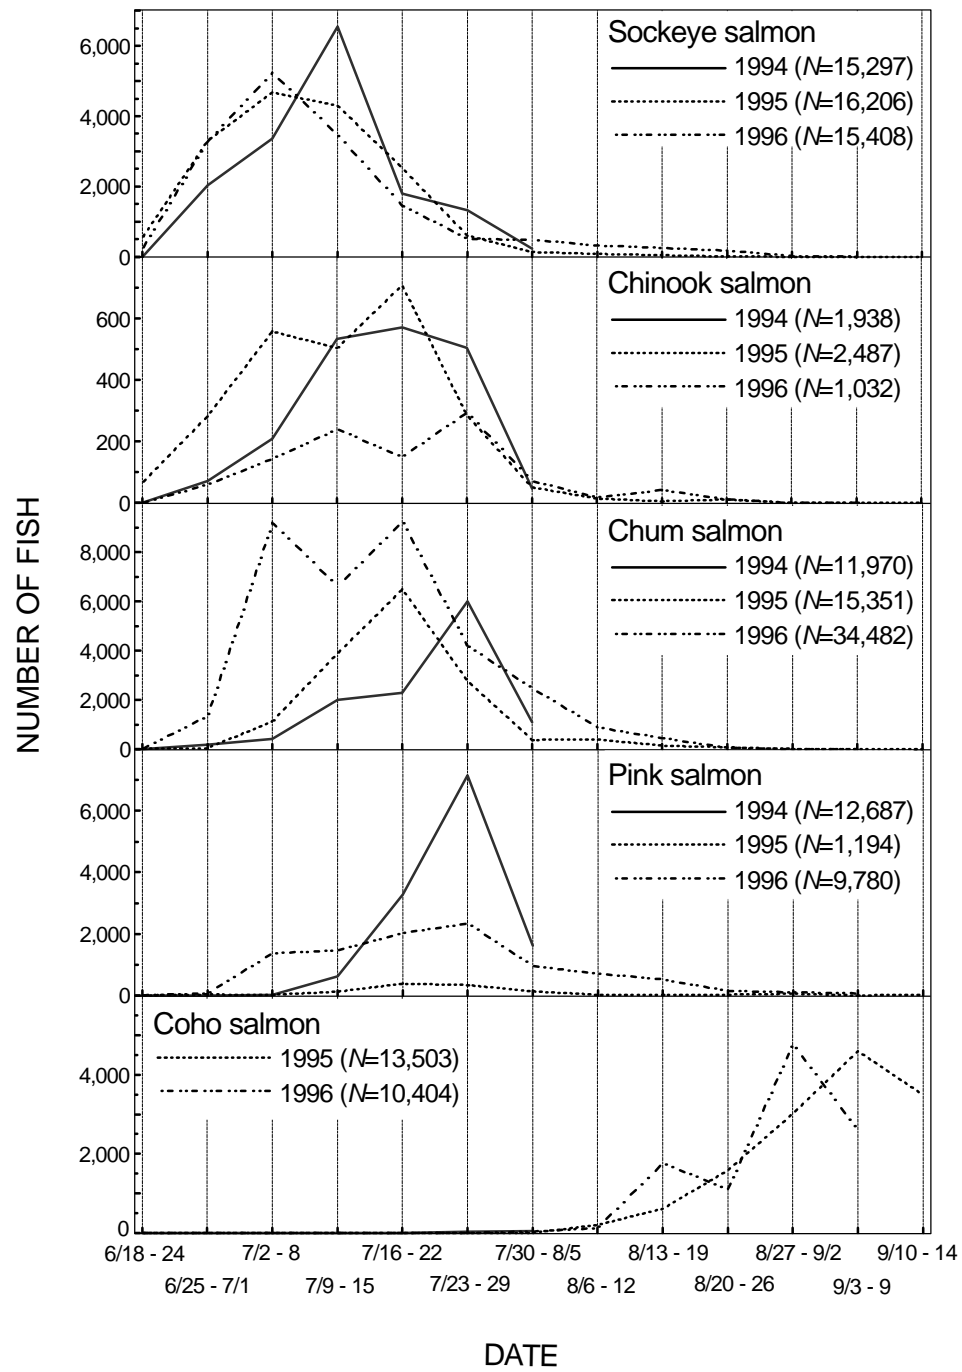 Sockeye salmon
1994 (N=15,297)
1995 (N=16,206)
1996 (N=15,408)
6,000
4,000
2,000
0
Chinook salmon
1994 (N=1,938)
1995 (N=2,487)
1996 (N=1,032)
600
400
200
0
NUMBER OF FISH
Chum salmon
1994 (N=11,970)
1995 (N=15,351)
1996 (N=34,482)
8,000
6,000
4,000
2,000
0
Pink salmon
1994 (N=12,687)
1995 (N=1,194)
1996 (N=9,780)
6,000
4,000
2,000
0
Coho salmon
1995 (N=13,503)
1996 (N=10,404)
4,000
2,000
0
6/18 - 24 7/2 - 8 7/16 - 22 7/30 - 8/5 8/13 - 19 8/27 - 9/2 9/10 - 14
6/25 - 7/1 7/9 - 15 7/23 - 29 8/6 - 12 8/20 - 26 9/3 - 9
DATE